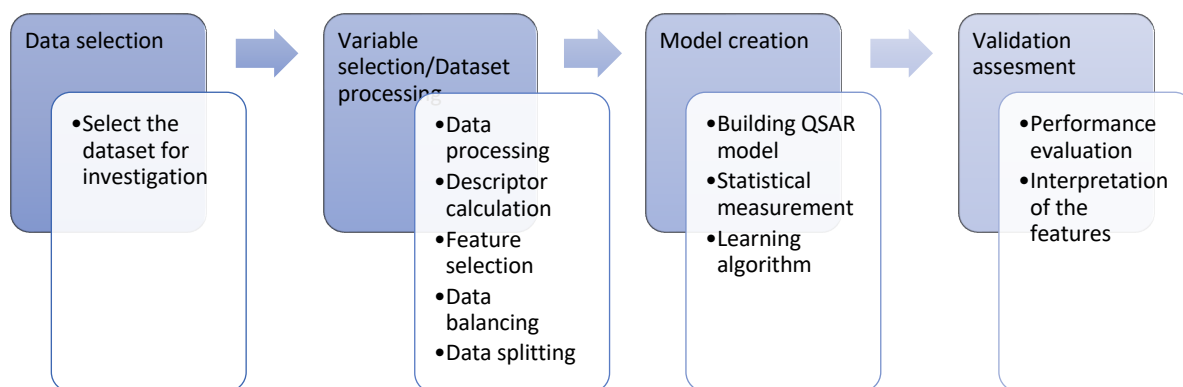 Data selection
•Select the
dataset for
investigation
Variable
selection/Dataset
processing
•Data
processing
•Descriptor
calculation
•Feature
selection
•Data
balancing
•Data splitting
Model creation
•Building QSAR
model
•Statistical
measurement
•Learning
algorithm
Validation
assesment
•Performance
evaluation
•Interpretation
of the
features